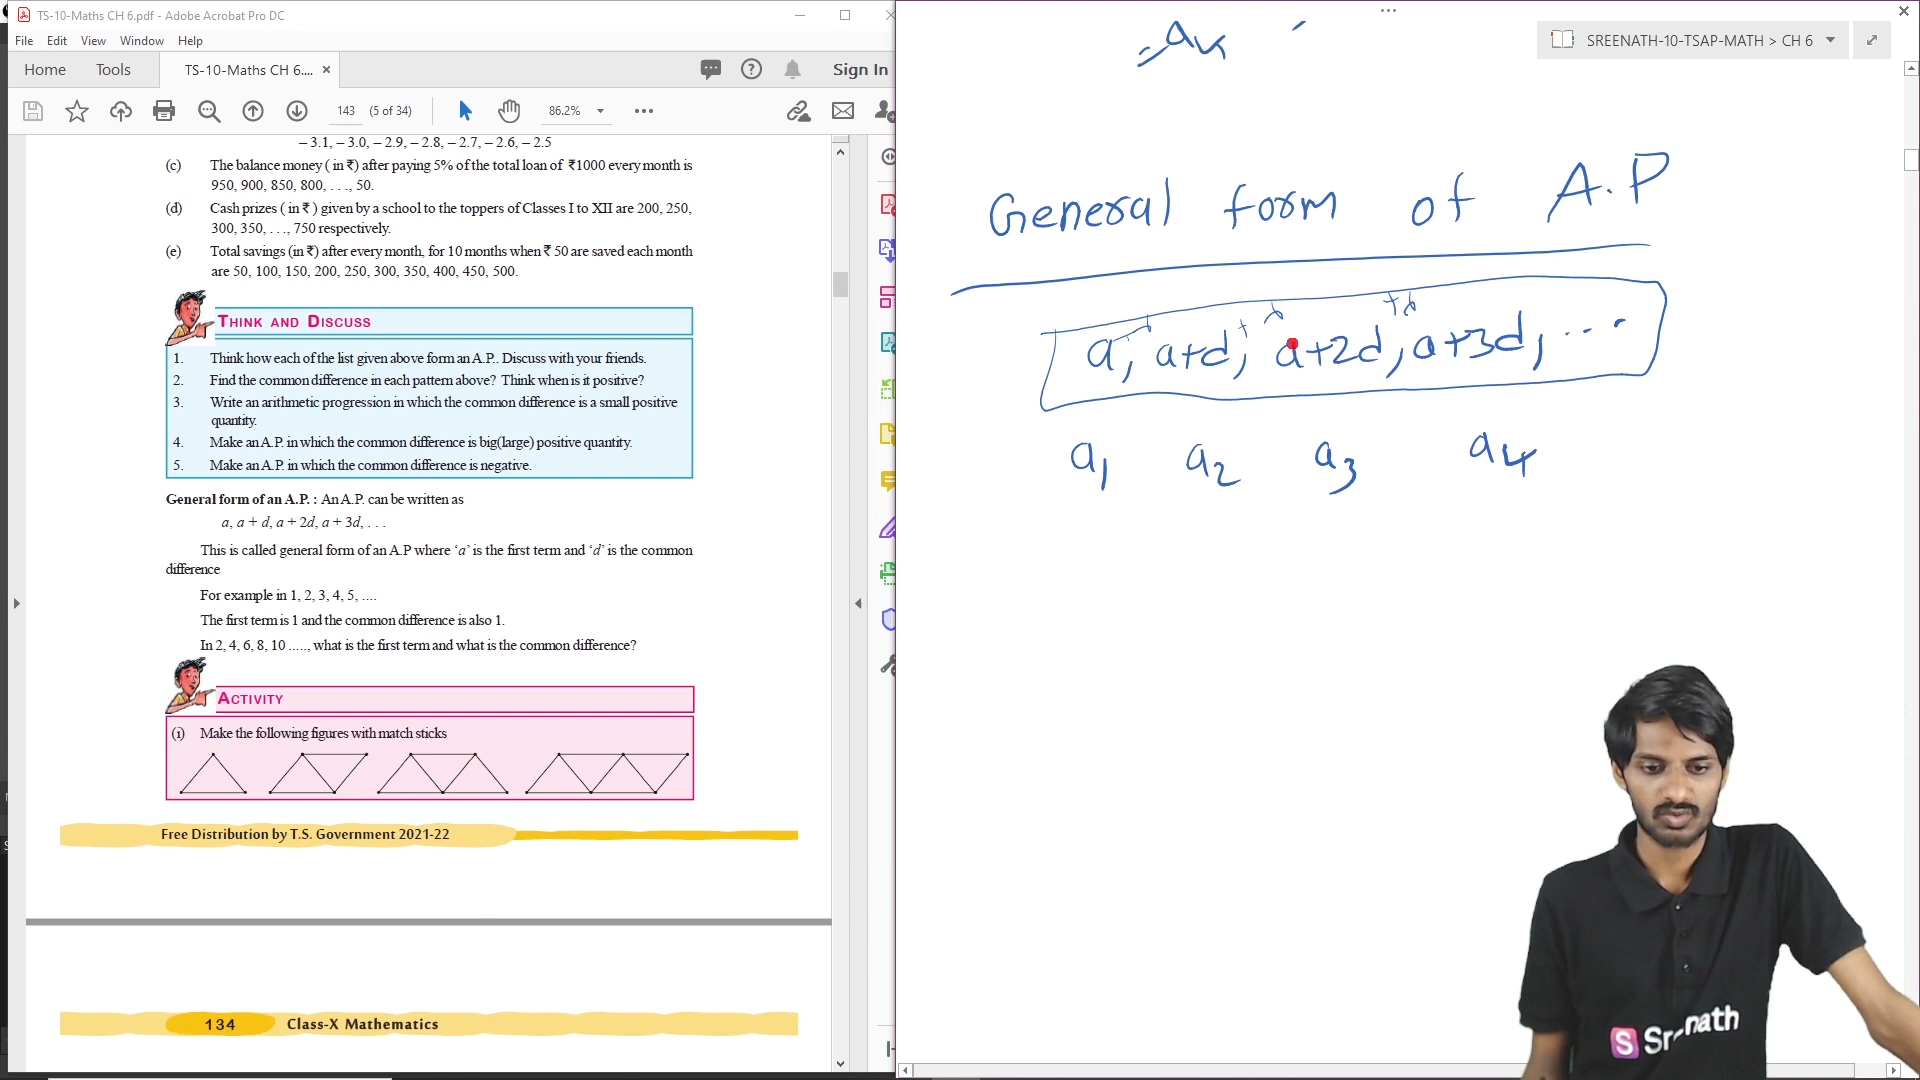 TS-10-Maths CH 6.pdf - Adobe Acrobat Pro DC
File Edit View Window Help
Home Tools TS-10-Maths CH 6.... × Sign In
143 (5 of 34) 86.2%
– 3.1, – 3.0, – 2.9, – 2.8, – 2.7, – 2.6, – 2.5
(c) The balance money ( in ₹) after paying 5% of the total loan of ₹1000 every month is
950, 900, 850, 800, . . ., 50.
(d) Cash prizes ( in ₹ ) given by a school to the toppers of Classes I to XII are 200, 250,
300, 350, . . ., 750 respectively.
(e) Total savings (in ₹) after every month, for 10 months when ₹ 50 are saved each month
are 50, 100, 150, 200, 250, 300, 350, 400, 450, 500.
THINK AND DISCUSS
1. Think how each of the list given above form an A.P.. Discuss with your friends.
2. Find the common difference in each pattern above? Think when is it positive?
3. Write an arithmetic progression in which the common difference is a small positive
quantity.
4. Make an A.P. in which the common difference is big(large) positive quantity.
5. Make an A.P. in which the common difference is negative.
General form of an A.P. : An A.P. can be written as
a, a + d, a + 2d, a + 3d, . . .
This is called general form of an A.P where ‘a’ is the first term and ‘d’ is the common
difference
For example in 1, 2, 3, 4, 5, ....
The first term is 1 and the common difference is also 1.
In 2, 4, 6, 8, 10 ....., what is the first term and what is the common difference?
ACTIVITY
(i) Make the following figures with match sticks
Free Distribution by T.S. Government 2021-22
134 Class-X Mathematics
SREENATH-10-TSAP-MATH > CH 6
General form of A.P
+d
a, a+d, a+2d, a+3d, ...
a1 a2 a3 a4
S Sr nath